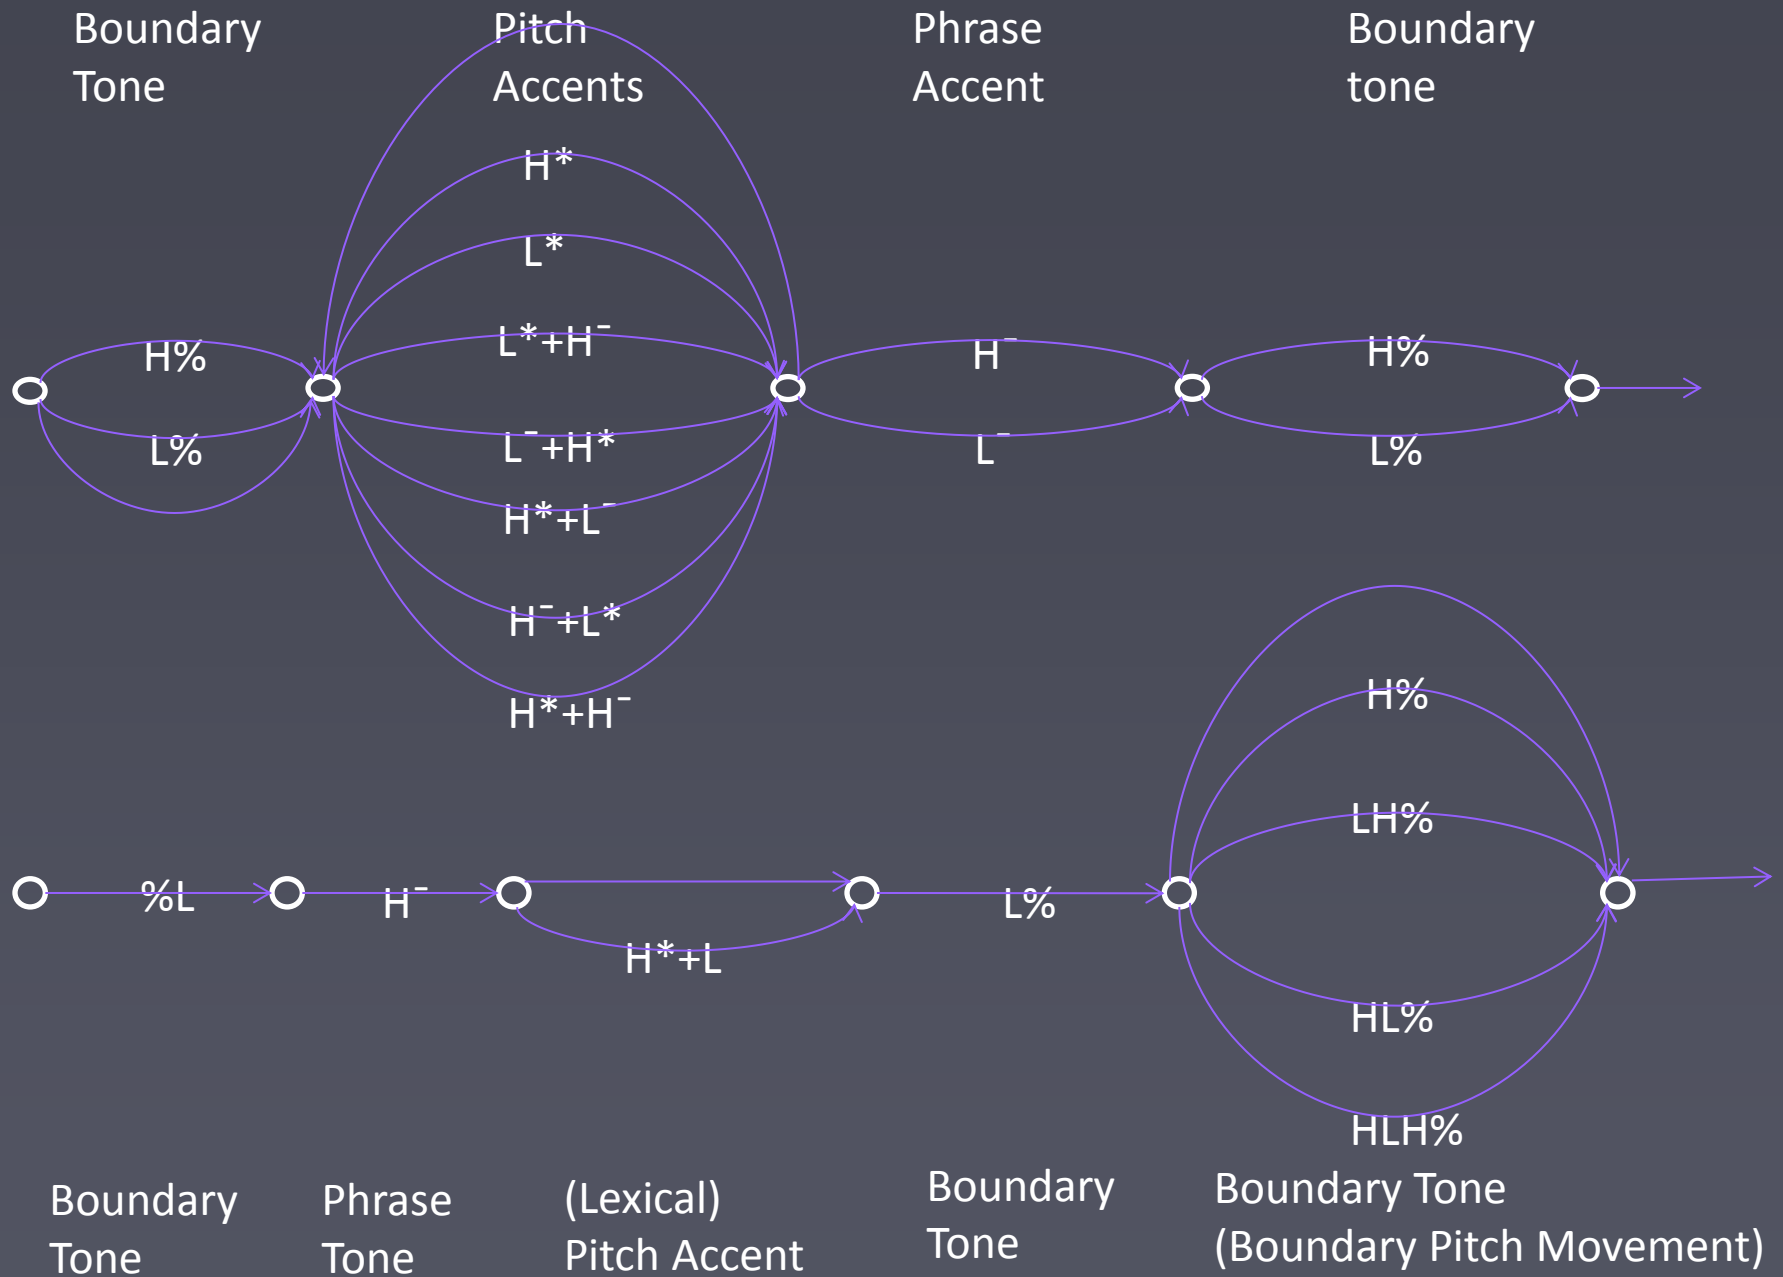 Boundary
Tone
Pitch
Accents
Phrase
Accent
Boundary
tone
H*
L*
L*+H⁻
L⁻+H*
H*+L⁻
H⁻+L*
H*+H⁻
H%
L%
H⁻
L⁻
H%
L%
H%
LH%
HL%
HLH%
%L
H⁻
H*+L
L%
Boundary
Tone
Phrase
Tone
(Lexical)
Pitch Accent
Boundary
Tone
Boundary Tone
(Boundary Pitch Movement)